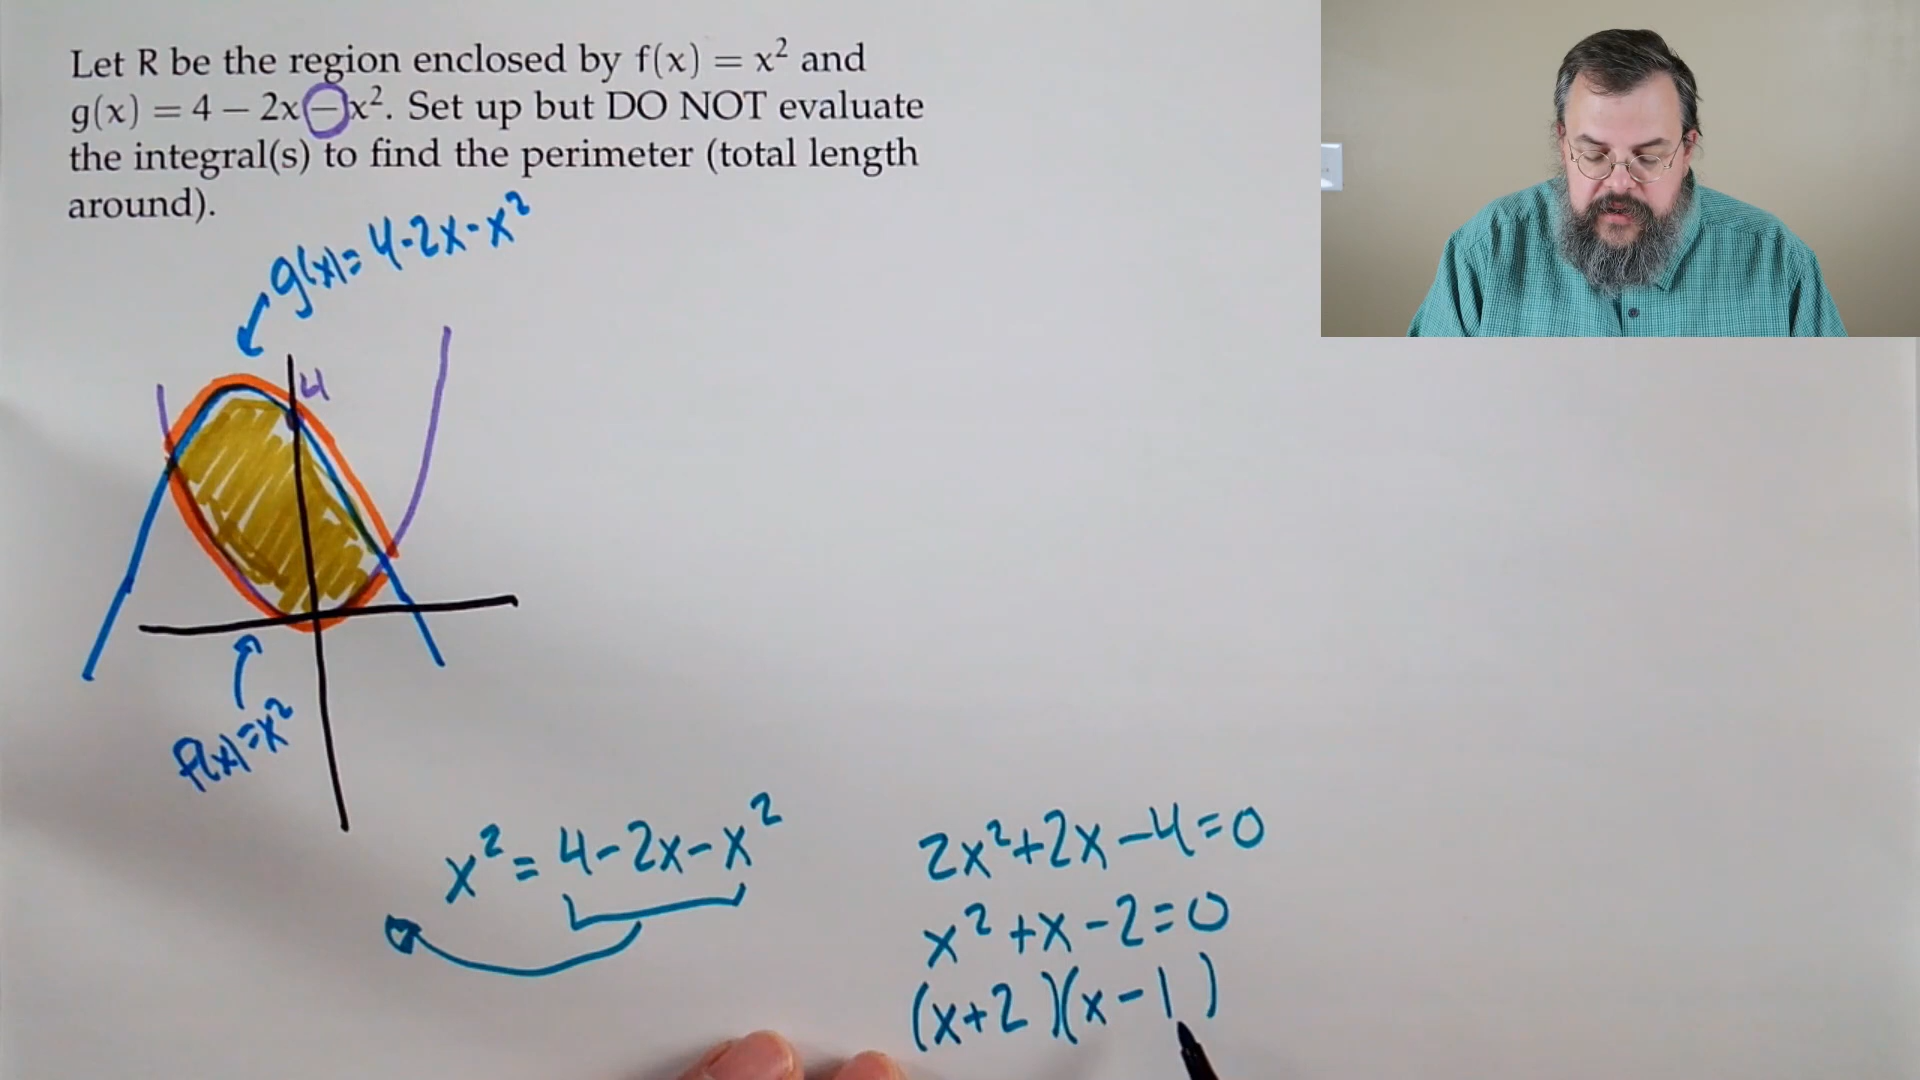 Let R be the region enclosed by f(x) = x² and
g(x) = 4 − 2x − x². Set up but DO NOT evaluate
the integral(s) to find the perimeter (total length
around).
g(x)= 4-2x-x²
4
f(x)=x²
x² = 4-2x-x²
2x²+2x-4=0
x²+x-2=0
(x+2)(x-1)